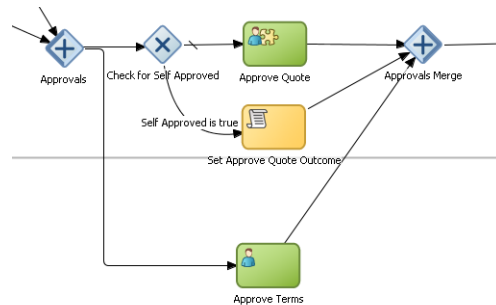 Approvals
Check for Self Approved
Approve Quote
Approvals Merge
Self Approved is true
Set Approve Quote Outcome
Approve Terms